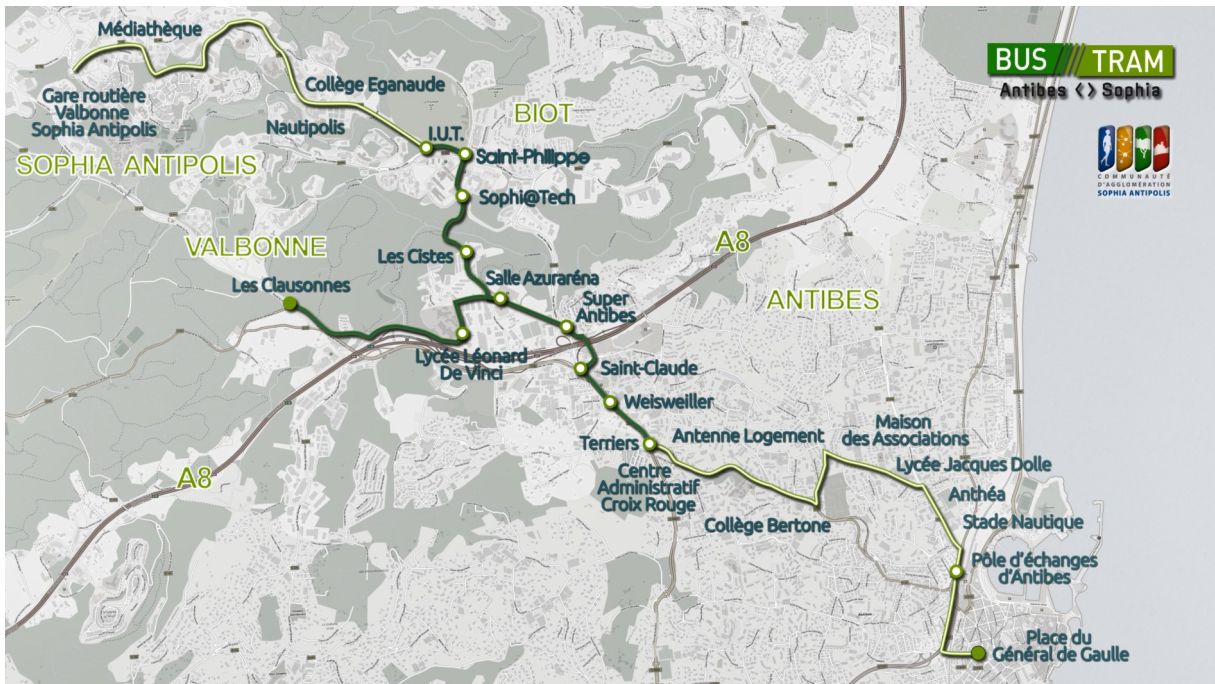 Médiathèque
BUS /// TRAM
Antibes <> Sophia
Gare routière
Valbonne
Sophia Antipolis
Collège Eganaude
BIOT
Nautipolis
I.U.T.
Saint-Philippe
SOPHIA ANTIPOLIS
COMMUNAUTÉ
D'AGGLOMÉRATION
SOPHIA ANTIPOLIS
Sophi@Tech
VALBONNE
Les Cistes
A8
Les Clausonnes
Salle Azuraréna
Super
Antibes
ANTIBES
Lycée Léonard
De Vinci
Saint-Claude
Weisweiller
Terriers
Antenne Logement
Maison
des Associations
Lycée Jacques Dolle
A8
Centre
Administratif
Croix Rouge
Anthéa
Collège Bertone
Stade Nautique
Pôle d'échanges
d'Antibes
Place du
Général de Gaulle